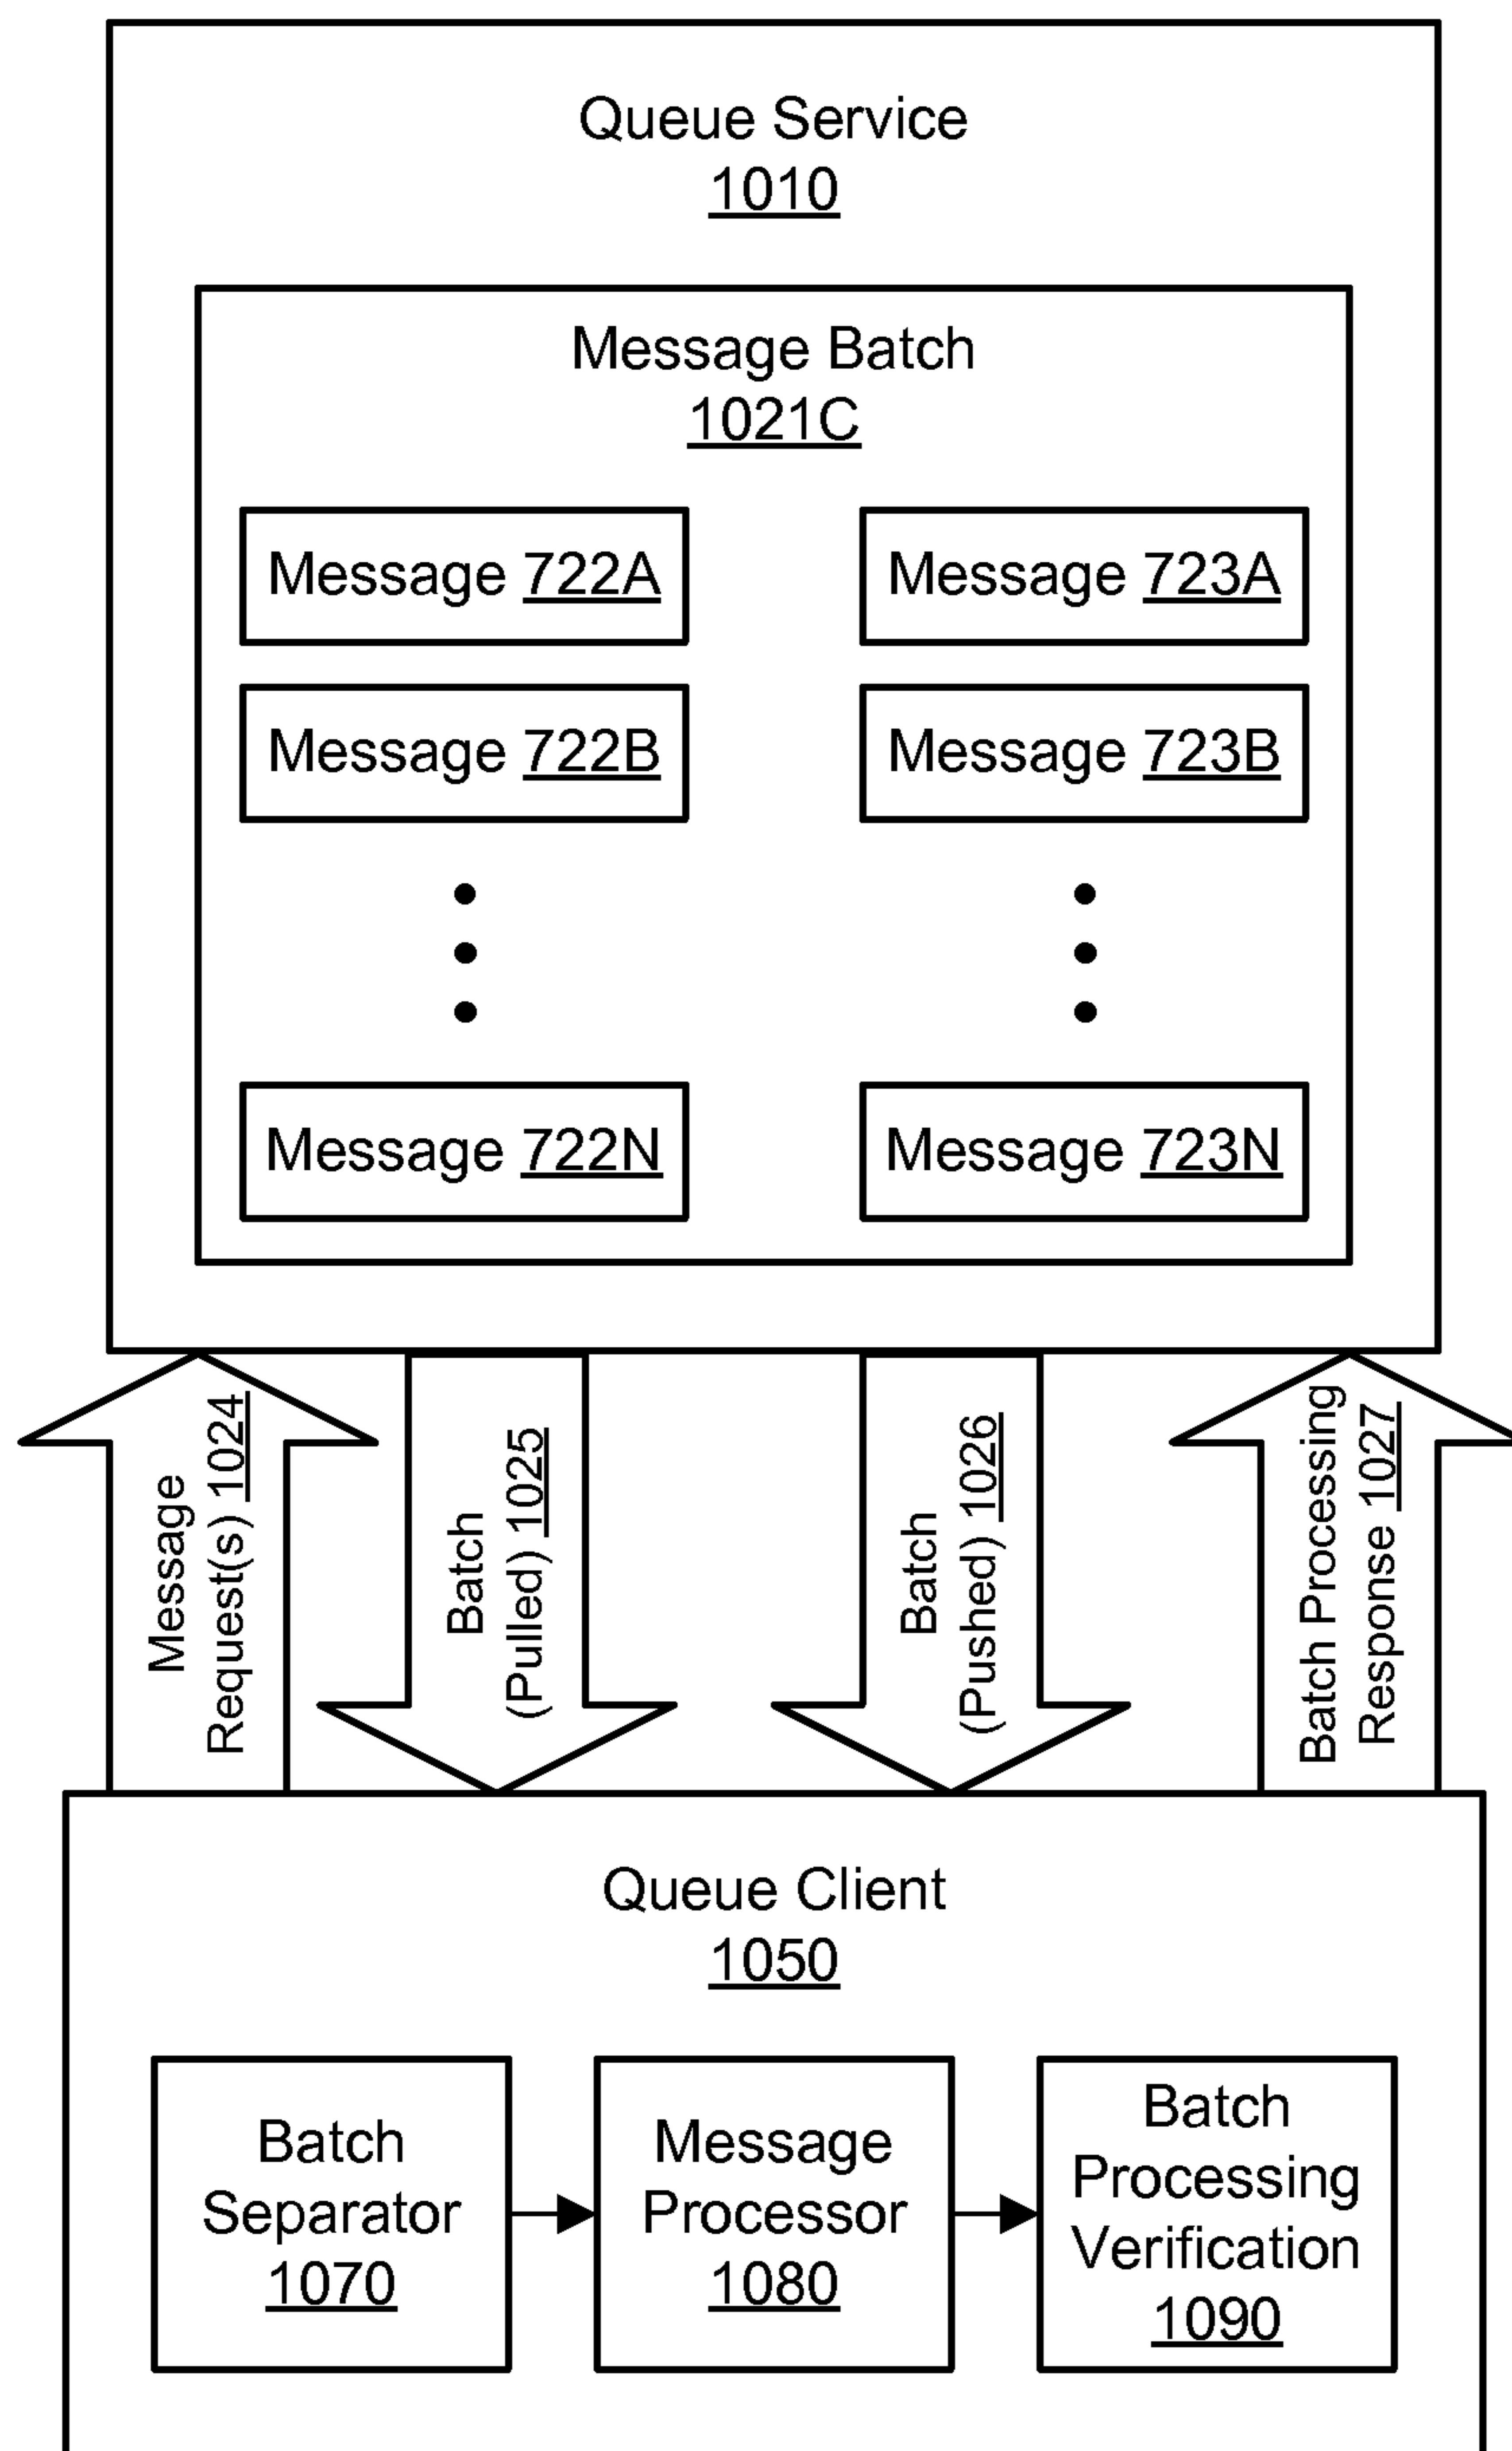 Queue Service
1010
Message Batch
1021C
Message 722A
Message 723A
Message 722B
Message 723B
Message 722N
Message 723N
Message
Request(s) 1024
Batch
(Pulled) 1025
Batch
(Pushed) 1026
Batch Processing
Response 1027
Queue Client
1050
Batch
Separator
1070
Message
Processor
1080
Batch
Processing
Verification
1090